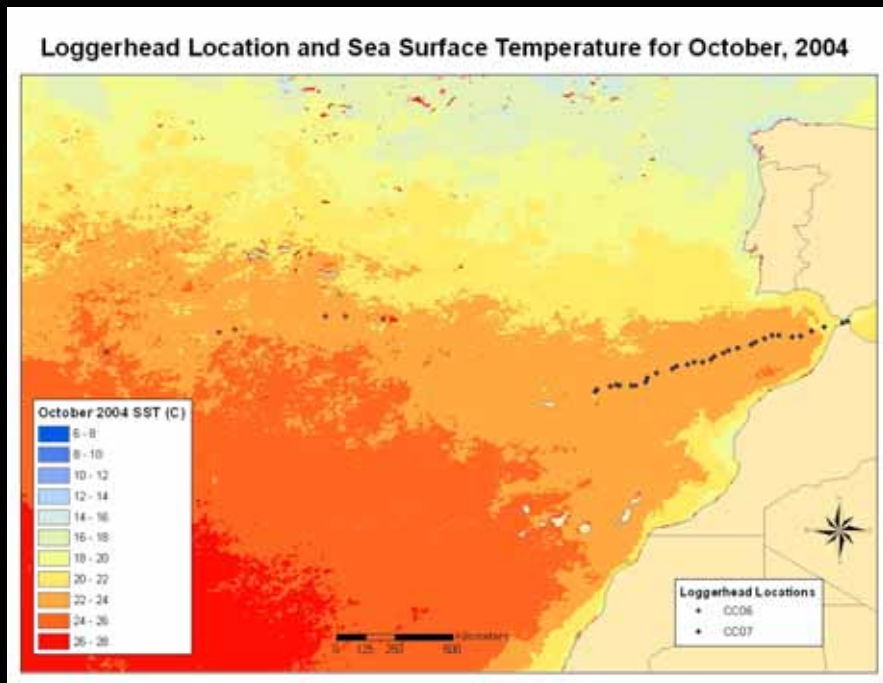 Loggerhead Location and Sea Surface Temperature for October, 2004
October 2004 SST (C)
6 - 8
8 - 10
10 - 12
12 - 14
14 - 16
16 - 18
18 - 20
20 - 22
22 - 24
24 - 26
26 - 28
Kilometers
0 125 250 500
Loggerhead Locations
CC06
CC07